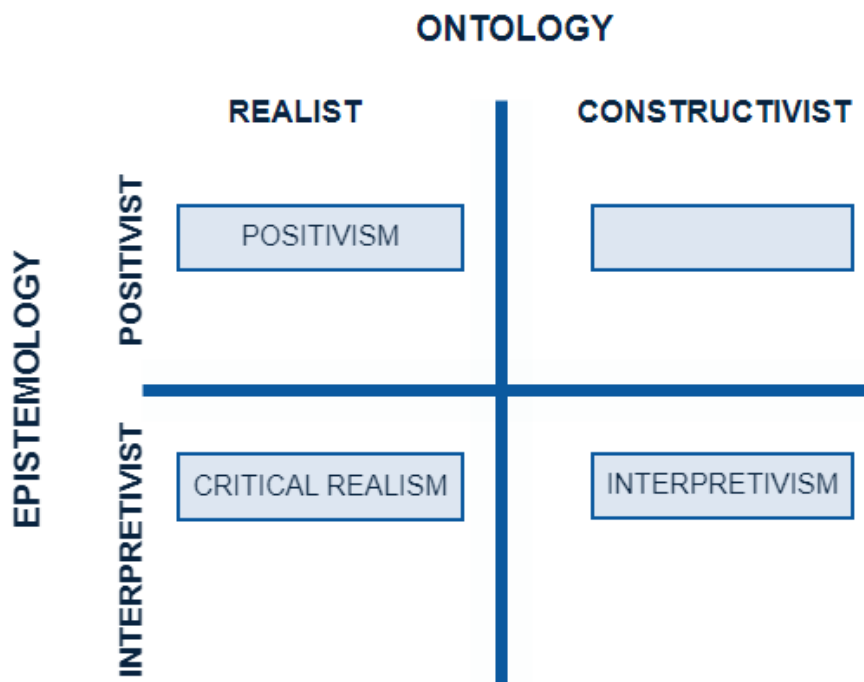 ONTOLOGY
REALIST
CONSTRUCTIVIST
EPISTEMOLOGY
POSITIVIST
POSITIVISM
INTERPRETIVIST
CRITICAL REALISM
INTERPRETIVISM